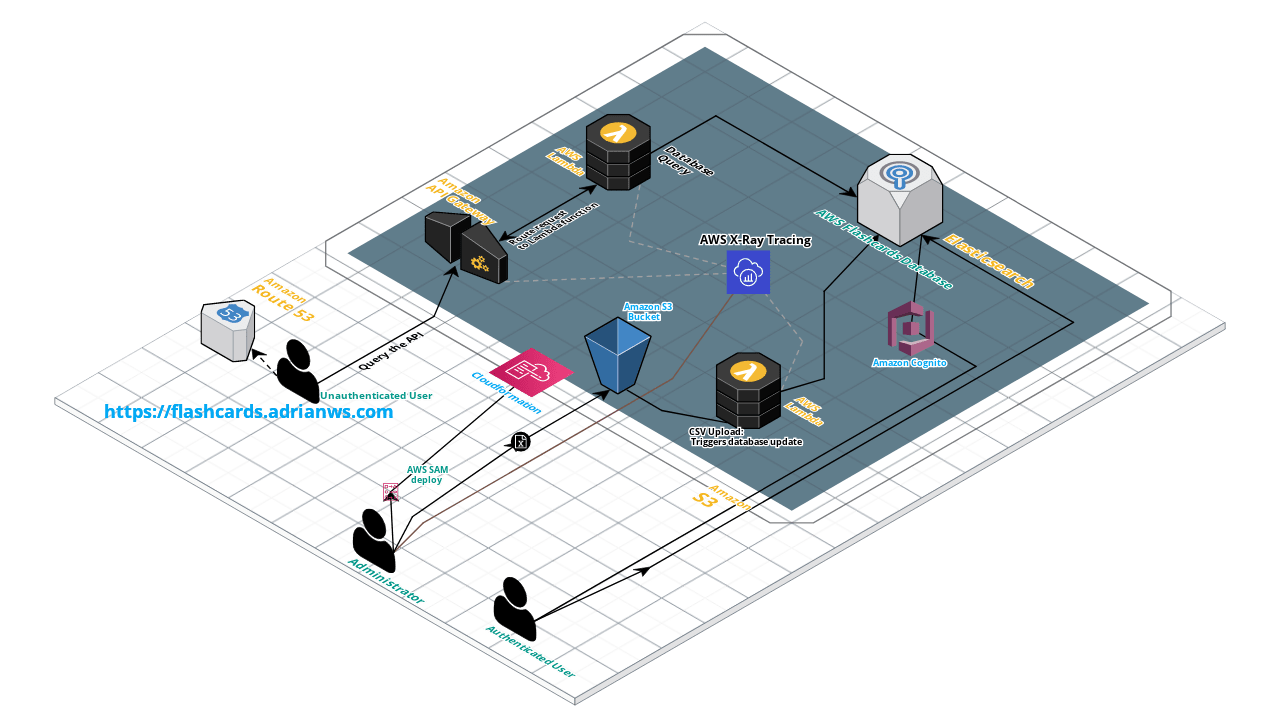 AWS
Lambda
Database
Query
Amazon
API Gateway
Route request
to Lambda function
AWS X-Ray Tracing
AWS Flashcards Database
Elasticsearch
Amazon
Route 53
53
Query the API
Amazon S3
Bucket
Amazon Cognito
Cloudformation
Unauthenticated User
https://flashcards.adrianws.com
AWS
Lambda
CSV Upload:
Triggers database update
AWS SAM
deploy
X
Amazon
S3
Administrator
Authenticated User